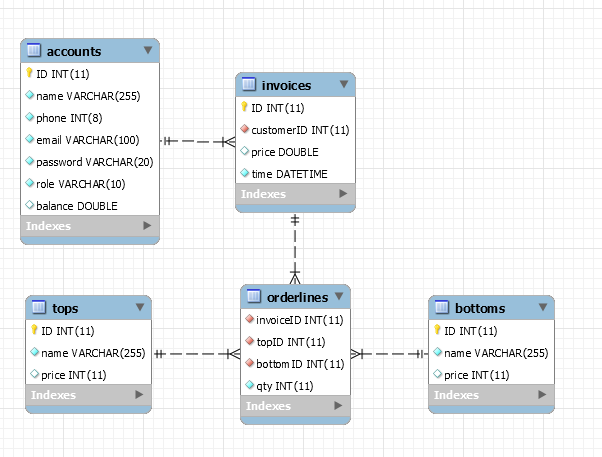 accounts
ID INT(11)
name VARCHAR(255)
phone INT(8)
email VARCHAR(100)
password VARCHAR(20)
role VARCHAR(10)
balance DOUBLE
Indexes
invoices
ID INT(11)
customerID INT(11)
price DOUBLE
time DATETIME
Indexes
tops
ID INT(11)
name VARCHAR(255)
price INT(11)
Indexes
orderlines
invoiceID INT(11)
topID INT(11)
bottomID INT(11)
qty INT(11)
Indexes
bottoms
ID INT(11)
name VARCHAR(255)
price INT(11)
Indexes